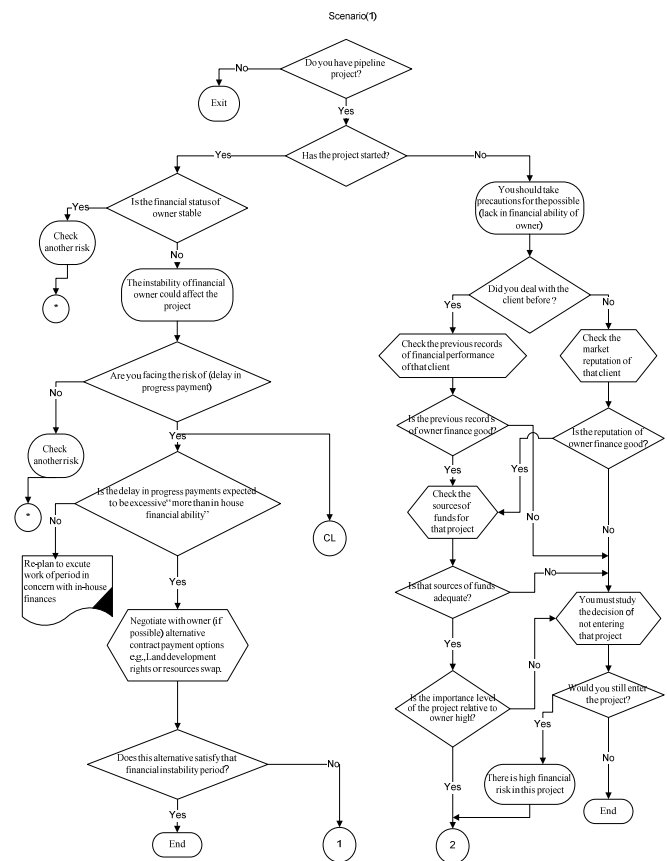 Scenario(1)
Do you have pipeline
project?
No
Exit
Yes
Has the project started?
Yes
No
Is the financial status of
owner stable
Yes
Check
another risk
*
No
The instability of financial
owner could affect the
project
Are you facing the risk of (delay in
progress payment)
No
Check
another risk
*
Yes
CL
Is the delay in progress payments expected
to be excessive "more than in house
financial ability"
No
Re-plan to excute
work of period in
concern with in-house
finances
Yes
Negotiate with owner (if
possible) alternative
contract payment options
e.g., Land development
rights or resources swap.
Does this alternative satisfy that
financial instability period?
No
1
Yes
End
You should take
precautions for the possible
(lack in financial ability of
owner)
Did you deal with the
client before ?
Yes
No
Check the previous records
of financial performance
of that client
Check the
market
reputation of
that client
Is the previous records
of owner finance good?
Is the reputation of
owner finance good?
Yes
Yes
No
No
Check the
sources of
funds for
that project
Is that sources of funds
adequate?
No
Yes
You must study
the decision of
not entering
that project
Is the importance level
of the project relative to
owner high?
No
Would you still enter
the project?
Yes
No
There is high financial
risk in this project
End
Yes
2